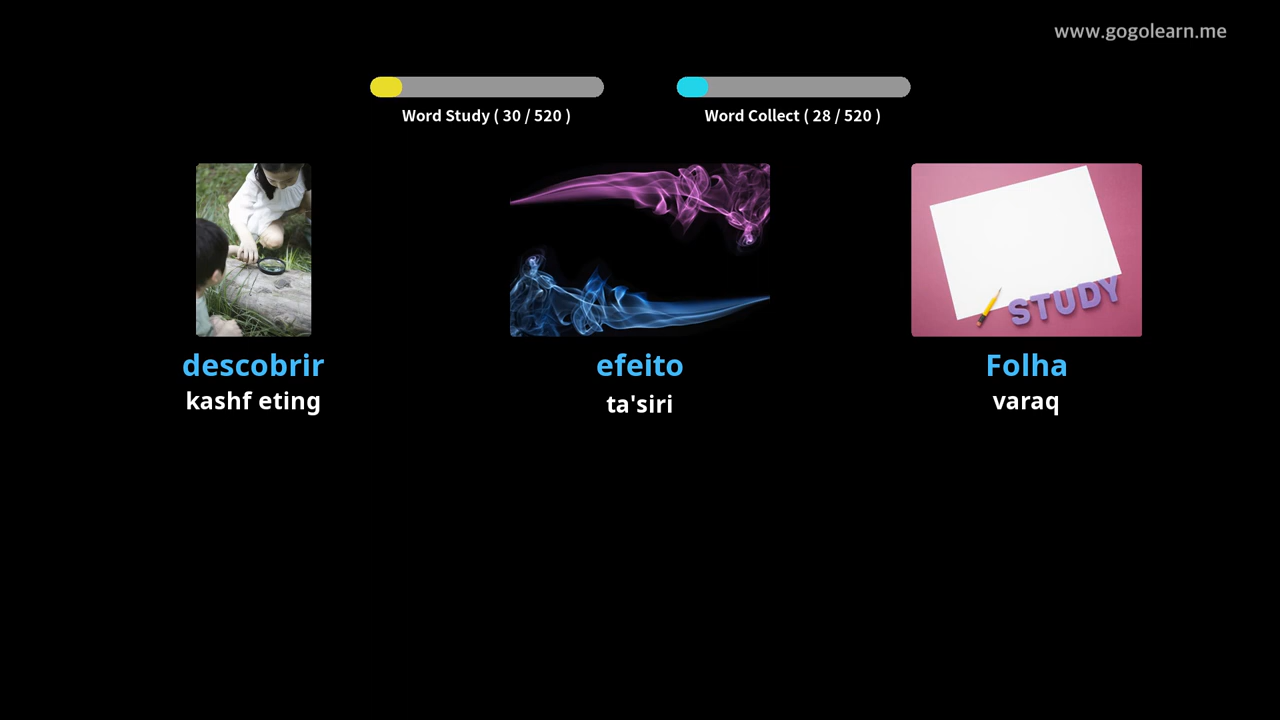 www.gogolearn.me
Word Study ( 30 / 520 )
Word Collect ( 28 / 520 )
STUDY
descobrir
efeito
Folha
kashf eting
ta'siri
varaq